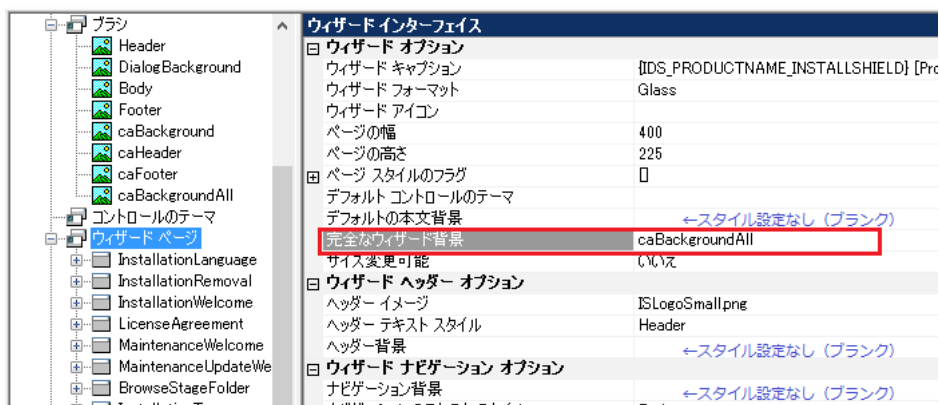 ブラシ
Header
DialogBackground
Body
Footer
caBackground
caHeader
caFooter
caBackgroundAll
コントロールのテーマ
ウィザード ページ
InstallationLanguage
InstallationRemoval
InstallationWelcome
LicenseAgreement
MaintenanceWelcome
MaintenanceUpdateWe
BrowseStageFolder
ウィザード インターフェイス
ウィザード オプション
ウィザード キャプション {IDS_PRODUCTNAME_INSTALLSHIELD} [Pro
ウィザード フォーマット Glass
ウィザード アイコン
ページの幅 400
ページの高さ 225
ページ スタイルのフラグ []
デフォルト コントロールのテーマ
デフォルトの本文背景 ←スタイル設定なし（ブランク）
完全なウィザード背景 caBackgroundAll
サイズ変更可能 いいえ
ウィザード ヘッダー オプション
ヘッダー イメージ ISLogoSmall.png
ヘッダー テキスト スタイル Header
ヘッダー背景 ←スタイル設定なし（ブランク）
ウィザード ナビゲーション オプション
ナビゲーション背景 ←スタイル設定なし（ブランク）